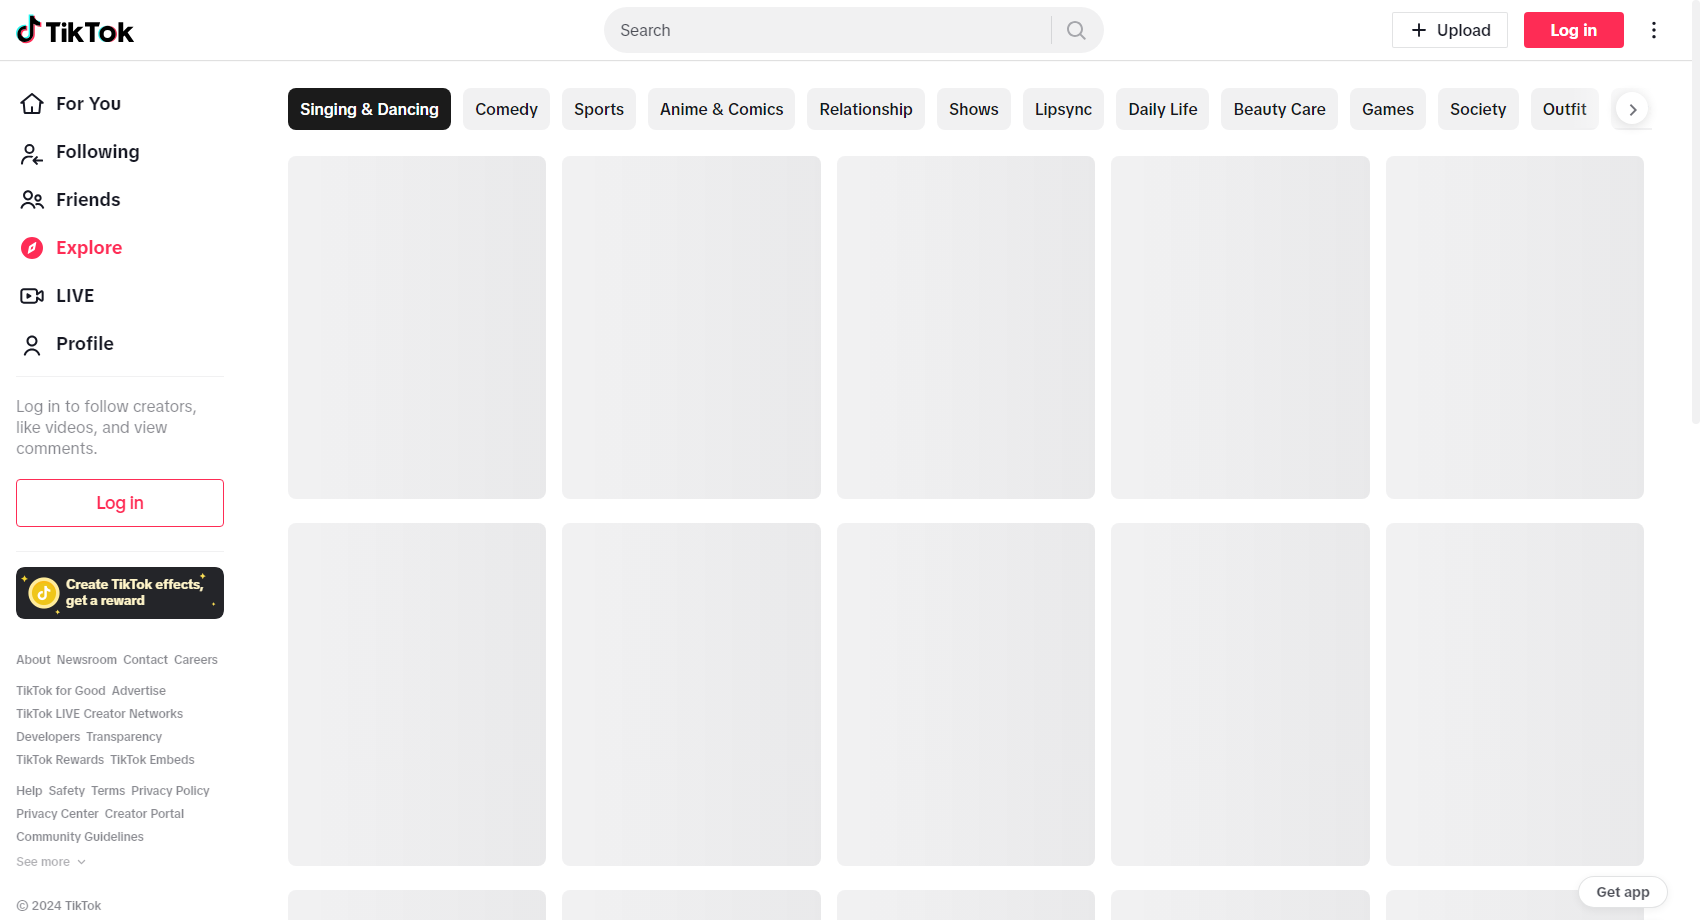 TikTok
Search
Upload
Log in
For You
Following
Friends
Explore
LIVE
Profile
Log in to follow creators,
like videos, and view
comments.
Log in
Create TikTok effects,
get a reward
About Newsroom Contact Careers
TikTok for Good Advertise
TikTok LIVE Creator Networks
Developers Transparency
TikTok Rewards TikTok Embeds
Help Safety Terms Privacy Policy
Privacy Center Creator Portal
Community Guidelines
See more
© 2024 TikTok
Singing & Dancing Comedy Sports Anime & Comics Relationship Shows Lipsync Daily Life Beauty Care Games Society Outfit
Get app